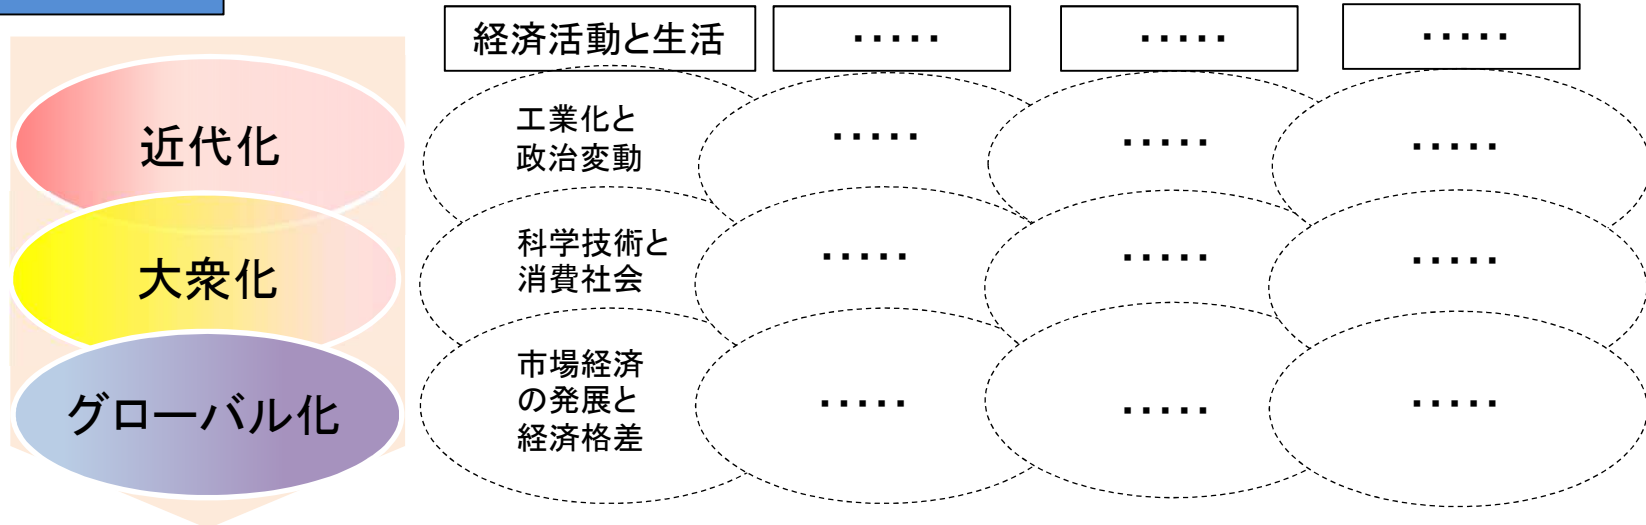 経済活動と生活
・・・・・
・・・・・
・・・・・
近代化
工業化と
政治変動
・・・・・
・・・・・
・・・・・
大衆化
科学技術と
消費社会
・・・・・
・・・・・
・・・・・
グローバル化
市場経済
の発展と
経済格差
・・・・・
・・・・・
・・・・・